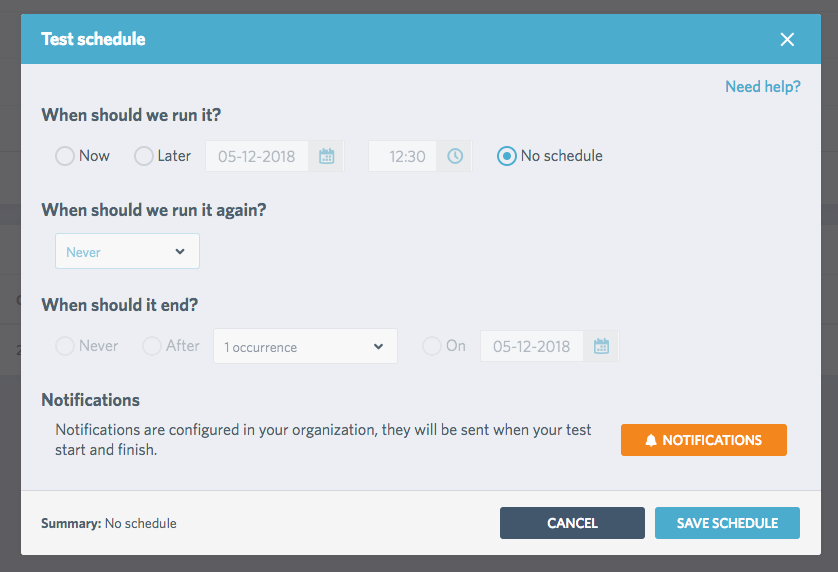 Test schedule
Need help?
When should we run it?
Now Later 05-12-2018 12:30 No schedule
When should we run it again?
Never
When should it end?
Never After 1 occurrence On 05-12-2018
Notifications
Notifications are configured in your organization, they will be sent when your test
start and finish.
NOTIFICATIONS
Summary: No schedule
CANCEL
SAVE SCHEDULE